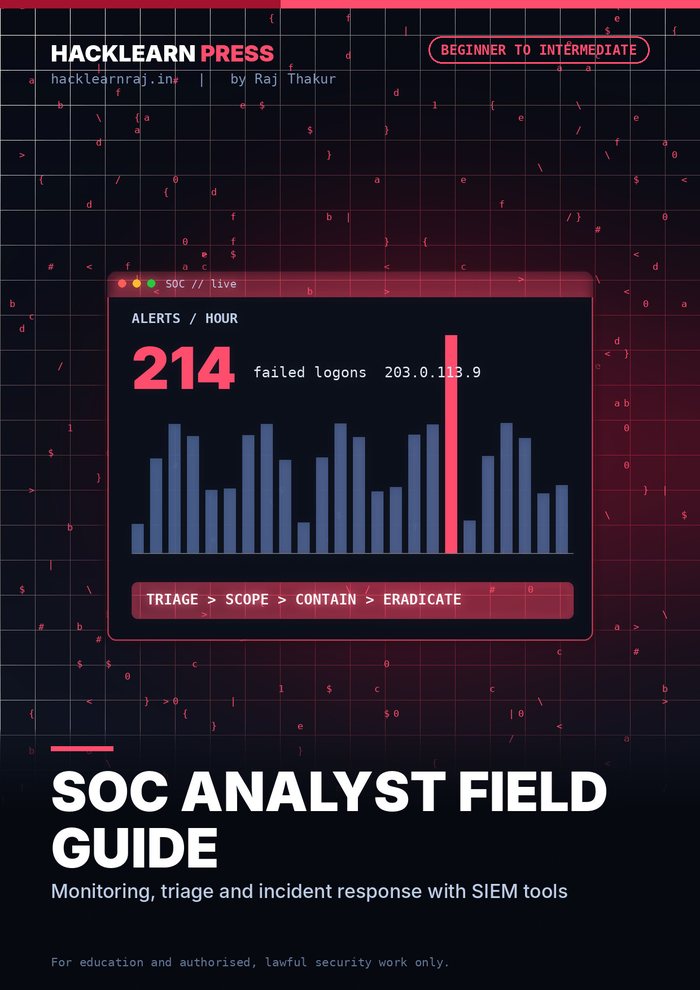 HACKLEARN PRESS
BEGINNER TO INTERMEDIATE
hacklearnraj.in | by Raj Thakur
SOC // live
ALERTS / HOUR
214 failed logons 203.0.113.9
TRIAGE > SCOPE > CONTAIN > ERADICATE
SOC ANALYST FIELD
GUIDE
Monitoring, triage and incident response with SIEM tools
For education and authorised, lawful security work only.